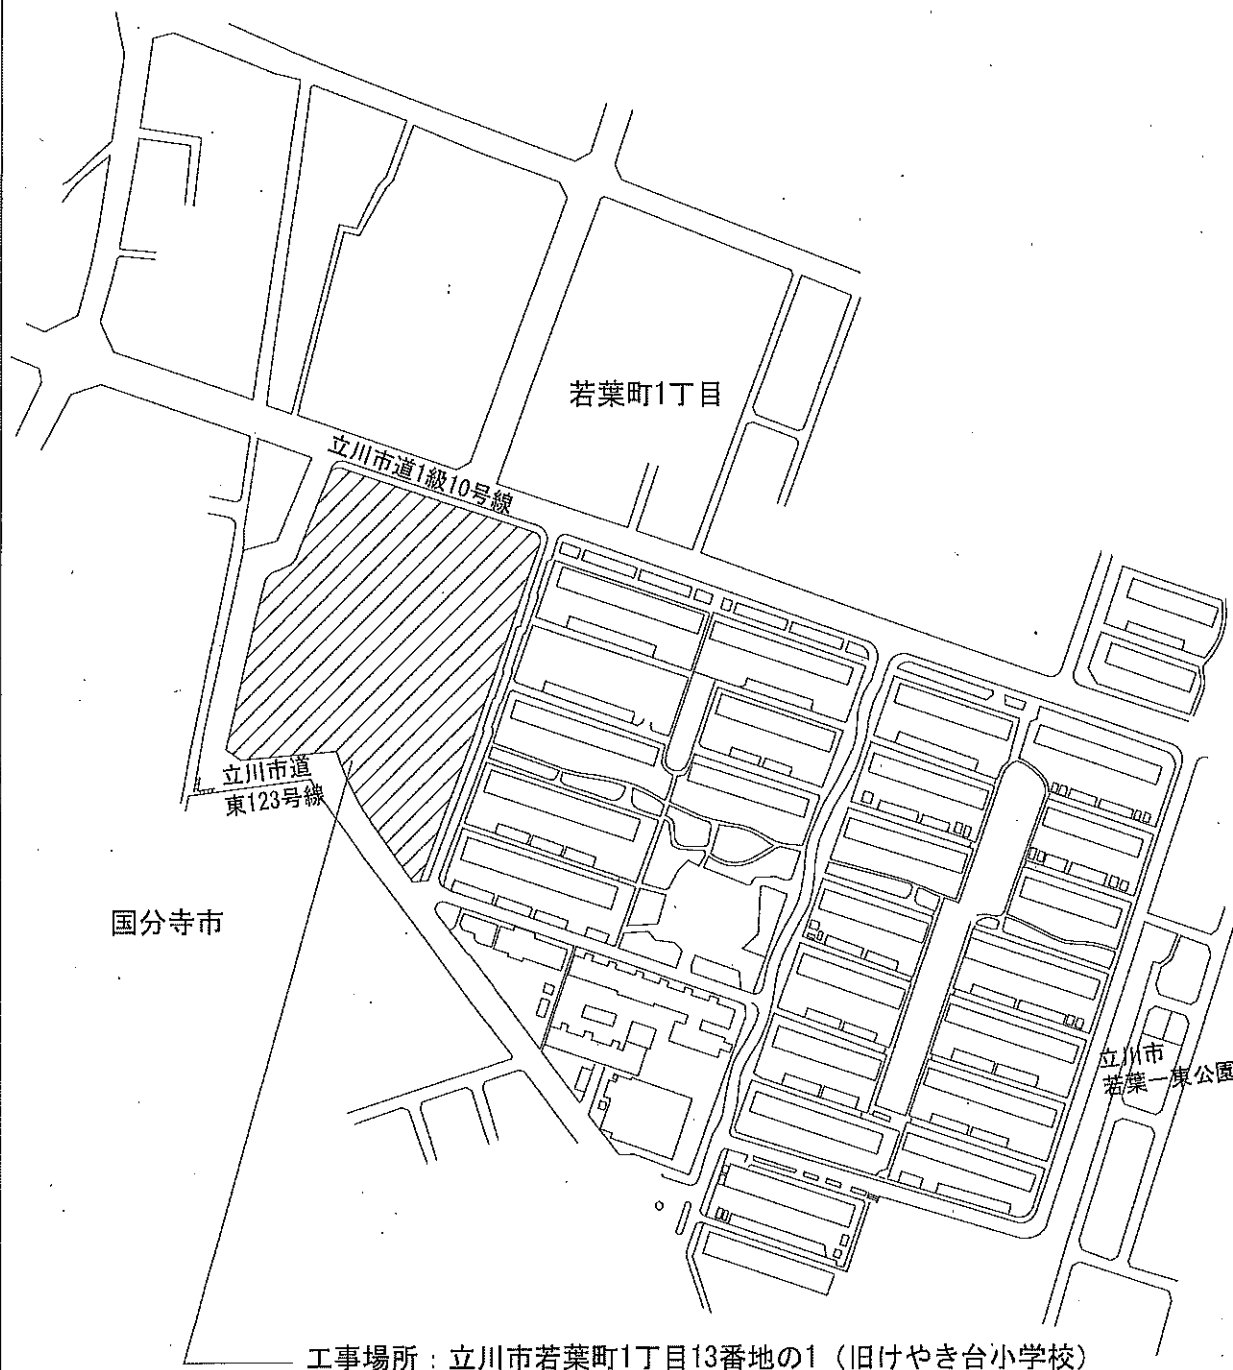 若葉町1丁目
立川市道1級10号線
立川市道
東123号線
国分寺市
立川市
若葉一東公園
工事場所：立川市若葉町1丁目13番地の1（旧けやき台小学校）